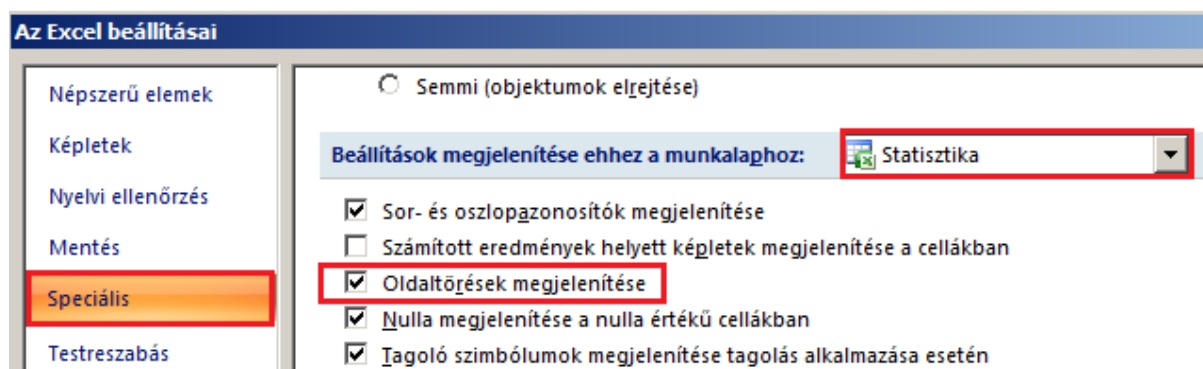 Az Excel beállításai
Népszerű elemek
Képletek
Nyelvi ellenőrzés
Mentés
Speciális
Testreszabás
Semmi (objektumok elrejtése)
Beállítások megjelenítése ehhez a munkalaphoz: Statisztika
Sor- és oszlopazonosítók megjelenítése
Számított eredmények helyett képletek megjelenítése a cellákban
Oldaltörések megjelenítése
Nulla megjelenítése a nulla értékű cellákban
Tagoló szimbólumok megjelenítése tagolás alkalmazása esetén